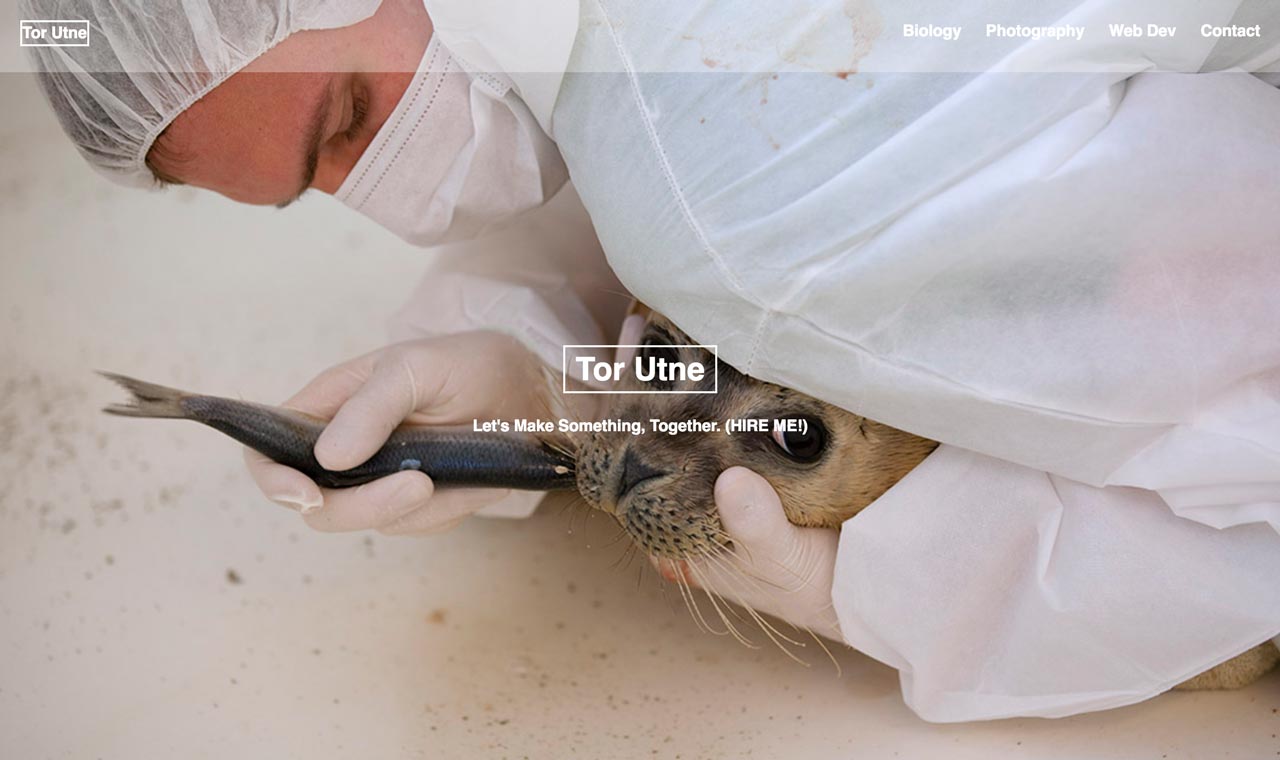 Tor Utne
Biology Photography Web Dev Contact
Tor Utne
Let's Make Something, Together. (HIRE ME!)